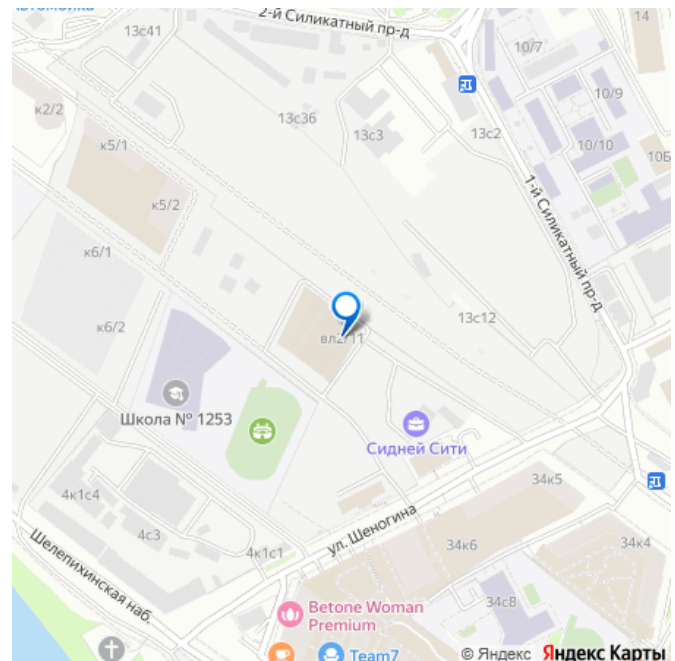 Автомойка
2-й Силикатный пр-д
13с41
14
10/7
к2/2
10/9
13с36
13с3
13с2
к5/1
10/10
10Б
к5/2
1-й Силикатный пр-д
к6/1
13с12
вл2/11
к6/2
Школа № 1253
Сидней Сити
34к5
4к1с4
4с3
ул. Шеногина
4к1с1
34к6
34к4
Шелепихинская наб.
34с8
Betone Woman
Premium
Team7
© Яндекс Яндекс Карты